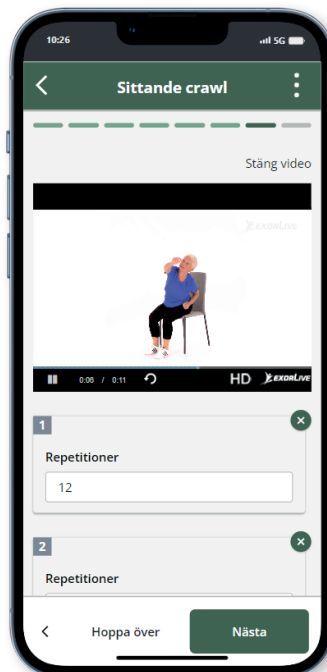 10:26
5G
Sittande crawl
Stäng video
EXORLIVE
0:06 / 0:11
HD EXORLIVE
1
Repetitioner
12
2
Repetitioner
Hoppa över
Nästa